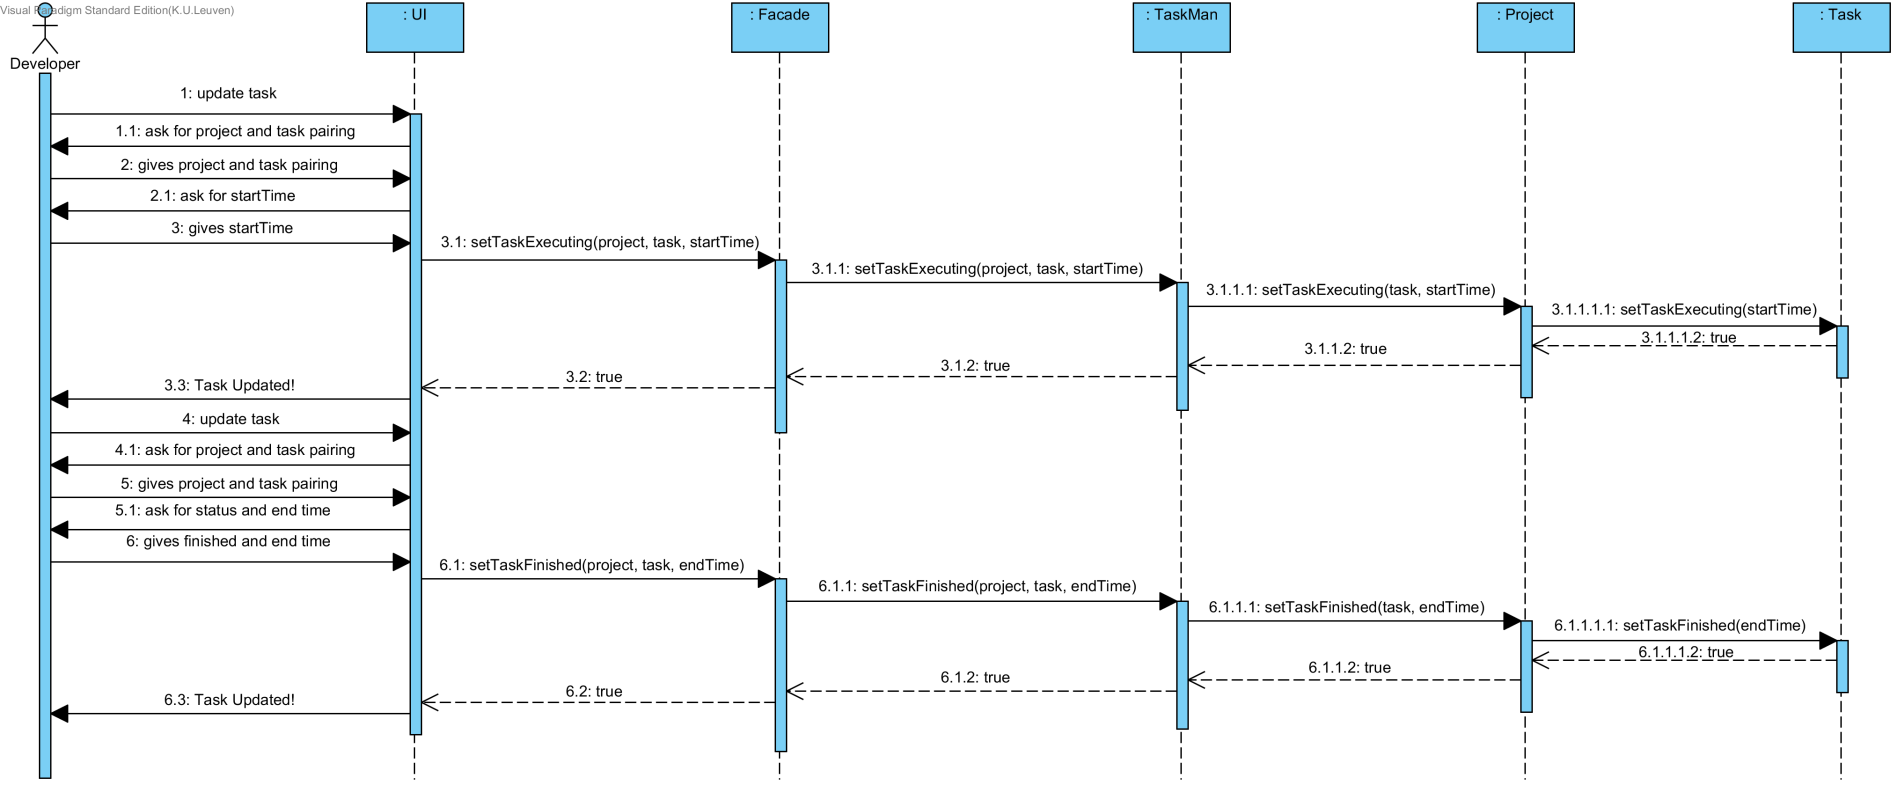 Visual Paradigm Standard Edition(K.U.Leuven)
: UI
: Facade
: TaskMan
: Project
: Task
Developer
1: update task
1.1: ask for project and task pairing
2: gives project and task pairing
2.1: ask for startTime
3: gives startTime
3.1: setTaskExecuting(project, task, startTime)
3.1.1: setTaskExecuting(project, task, startTime)
3.1.1.1: setTaskExecuting(task, startTime)
3.1.1.1.1: setTaskExecuting(startTime)
3.1.1.1.2: true
3.1.1.2: true
3.1.2: true
3.2: true
3.3: Task Updated!
4: update task
4.1: ask for project and task pairing
5: gives project and task pairing
5.1: ask for status and end time
6: gives finished and end time
6.1: setTaskFinished(project, task, endTime)
6.1.1: setTaskFinished(project, task, endTime)
6.1.1.1: setTaskFinished(task, endTime)
6.1.1.1.1: setTaskFinished(endTime)
6.1.1.1.2: true
6.1.1.2: true
6.1.2: true
6.2: true
6.3: Task Updated!